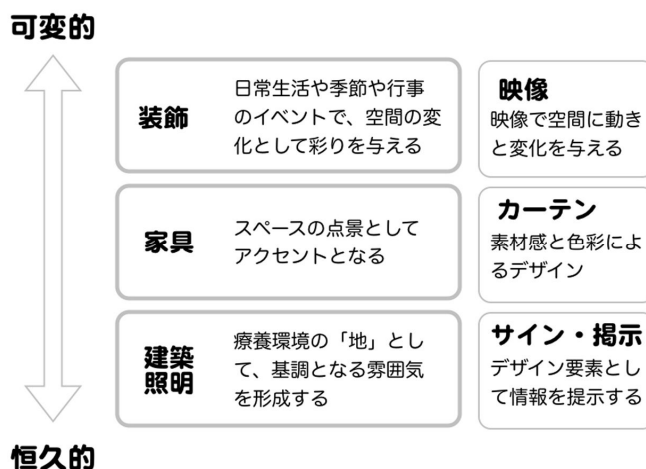 可変的
装飾
日常生活や季節や行事
のイベントで、空間の変
化として彩りを与える
映像
映像で空間に動き
と変化を与える
家具
スペースの点景として
アクセントとなる
カーテン
素材感と色彩によ
るデザイン
建築
照明
療養環境の「地」とし
て、基調となる雰囲気
を形成する
サイン・掲示
デザイン要素とし
て情報を提示する
恒久的